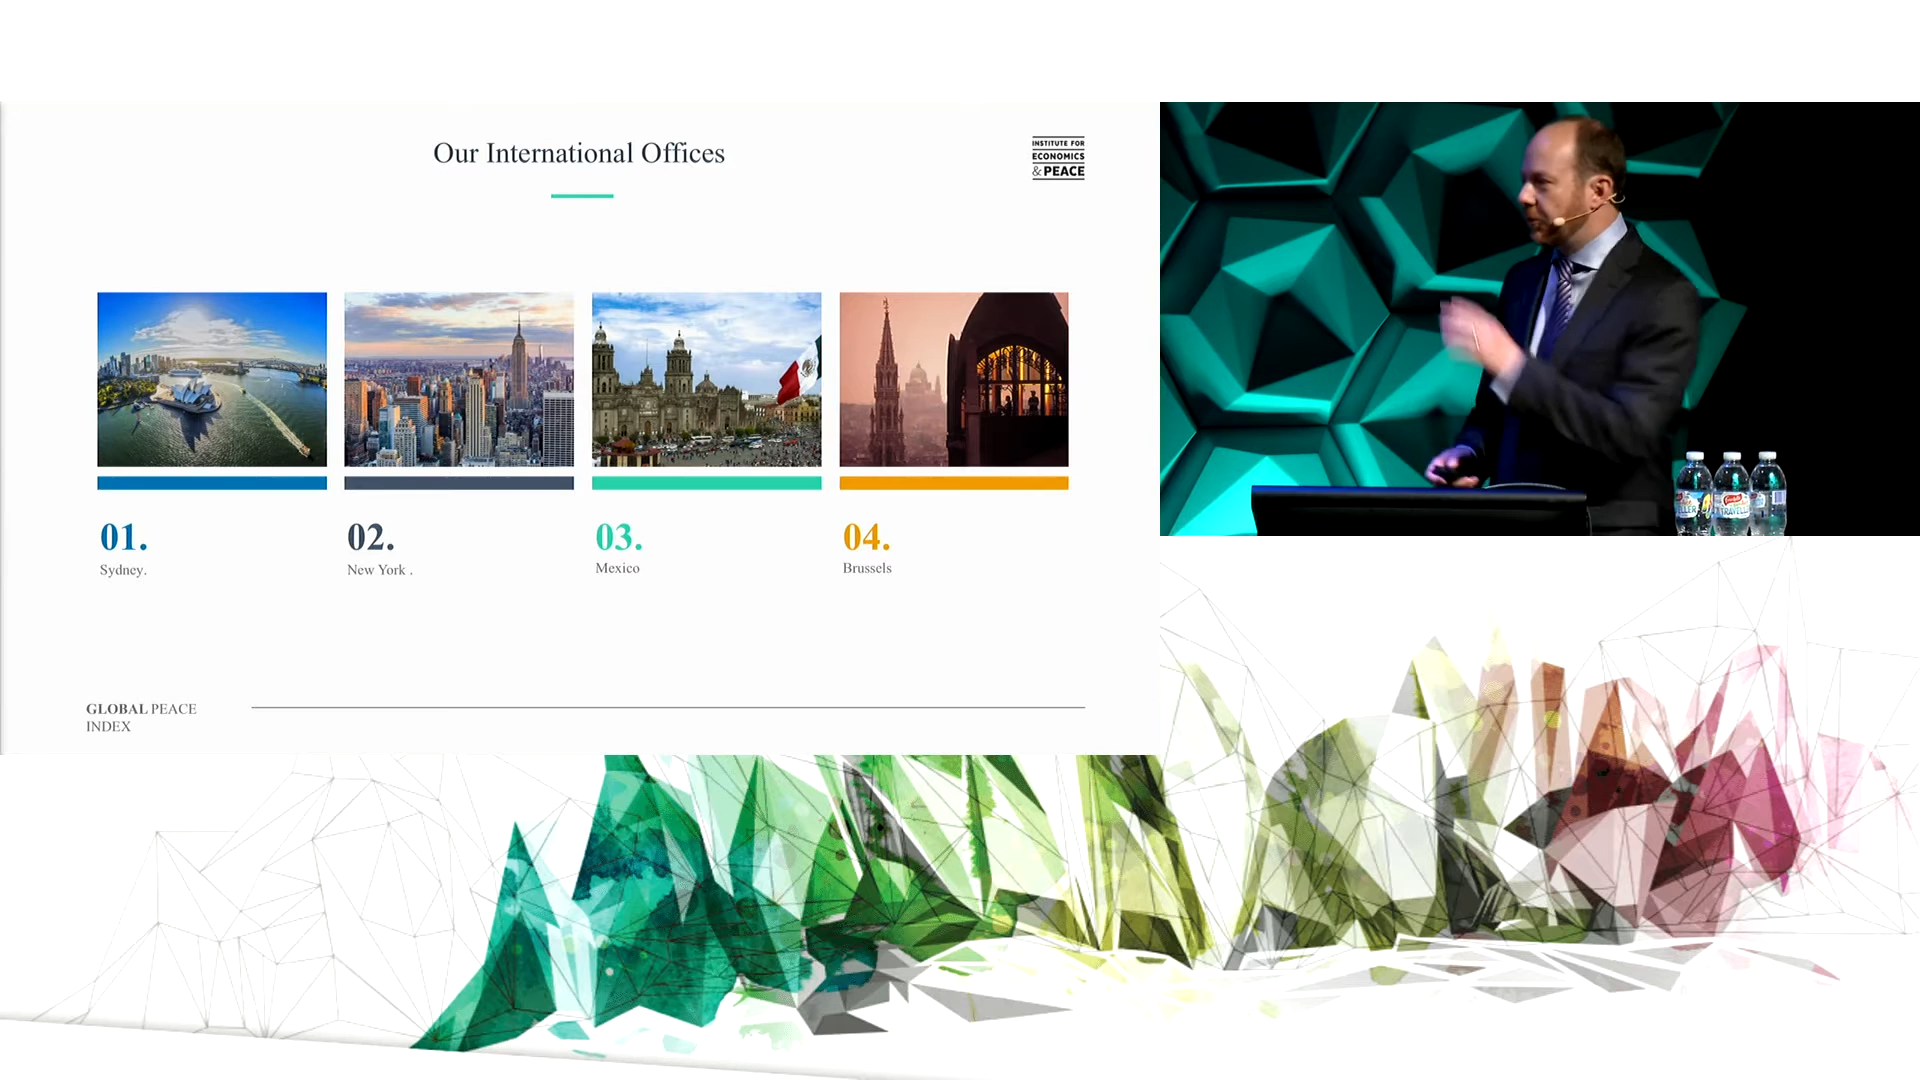 Our International Offices
INSTITUTE FOR
ECONOMICS
& PEACE
01.
Sydney.
02.
New York .
03.
Mexico
04.
Brussels
GLOBAL PEACE
INDEX
TRAVELLER